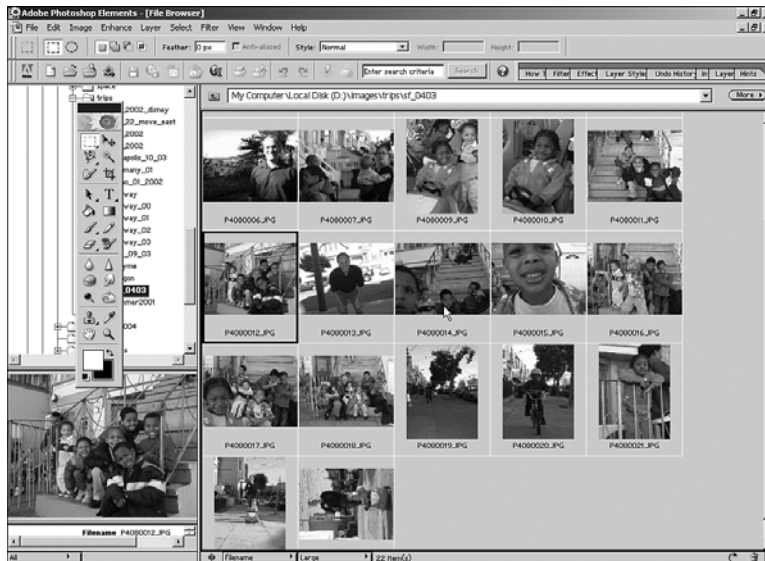 Adobe Photoshop Elements - [File Browser]
File Edit Image Enhance Layer Select Filter View Window Help
Feather: 0 px Anti-aliased Style: Normal Width: Height:
Enter search criteria Search How T Filter Effect Layer Style Undo History In Layer Hints
My Computer\Local Disk (D:)\images\trips\sf_0403 More
space
trips
2002_disney
22_move_east
2002
2002
apolis_10_03
many_01
o_01_2002
way
way_00
way_01
way_02
way_03
_09_03
yme
gon
_0403
mer2001
004
s
P4080006.JPG P4080007.JPG P4080009.JPG P4080010.JPG P4080011.JPG
P4080012.JPG P4080013.JPG P4080014.JPG P4080015.JPG P4080016.JPG
P4080017.JPG P4080018.JPG P4080019.JPG P4080020.JPG P4080021.JPG
Filename P4080012.JPG
All Filename Large 22 Item(s)